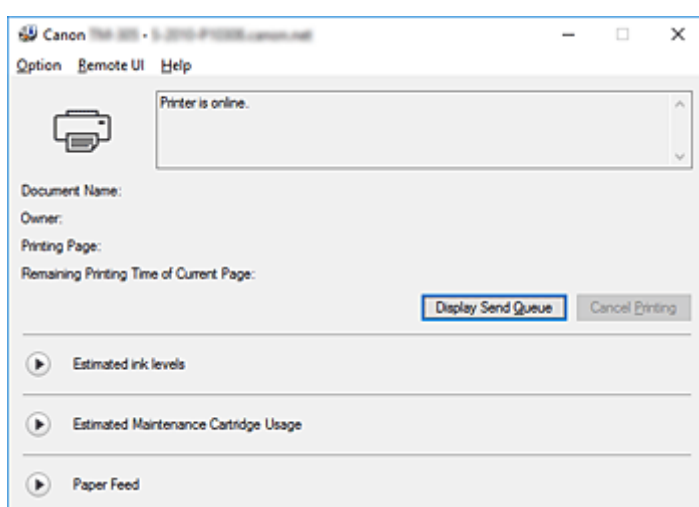 Canon
Option Remote UI Help
Printer is online.
Document Name:
Owner:
Printing Page:
Remaining Printing Time of Current Page:
Display Send Queue Cancel Printing
Estimated ink levels
Estimated Maintenance Cartridge Usage
Paper Feed